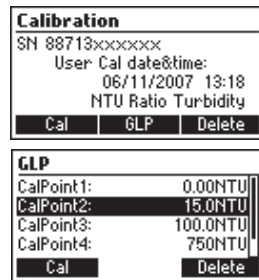 Calibration
SN 88713xxxxxx
User Cal date&time:
06/11/2007 13:18
NTU Ratio Turbidity
Cal GLP Delete
GLP
CalPoint1: 0.00NTU
CalPoint2: 15.0NTU
CalPoint3: 100.0NTU
CalPoint4: 750NTU
Cal Delete